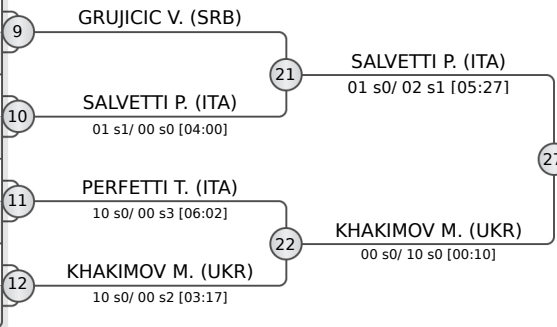 GRUJICIC V. (SRB)
9
SALVETTI P. (ITA)
21
01 s0/ 02 s1 [05:27]
SALVETTI P. (ITA)
10
01 s1/ 00 s0 [04:00]
27
PERFETTI T. (ITA)
11
10 s0/ 00 s3 [06:02]
KHAKIMOV M. (UKR)
22
00 s0/ 10 s0 [00:10]
KHAKIMOV M. (UKR)
12
10 s0/ 00 s2 [03:17]